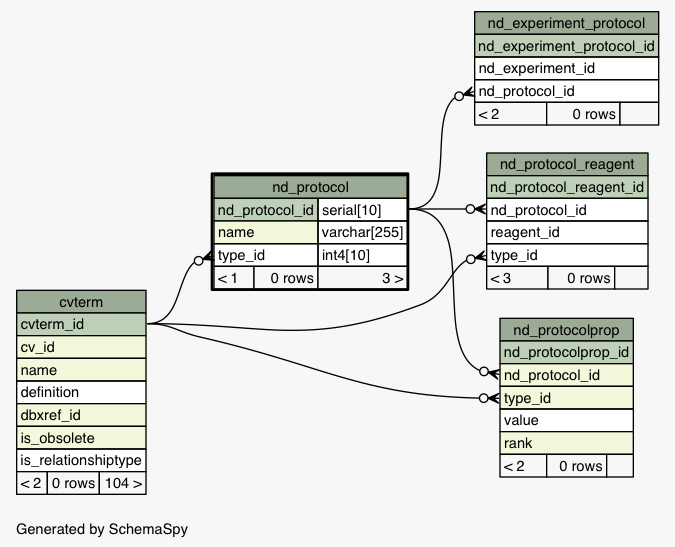 nd_experiment_protocol
nd_experiment_protocol_id
nd_experiment_id
nd_protocol_id
< 2 0 rows
nd_protocol_reagent
nd_protocol_reagent_id
nd_protocol_id
reagent_id
type_id
< 3 0 rows
nd_protocol
nd_protocol_id serial[10]
name varchar[255]
type_id int4[10]
< 1 0 rows 3 >
cvterm
cvterm_id
cv_id
name
definition
dbxref_id
is_obsolete
is_relationshiptype
< 2 0 rows 104 >
nd_protocolprop
nd_protocolprop_id
nd_protocol_id
type_id
value
rank
< 2 0 rows
Generated by SchemaSpy